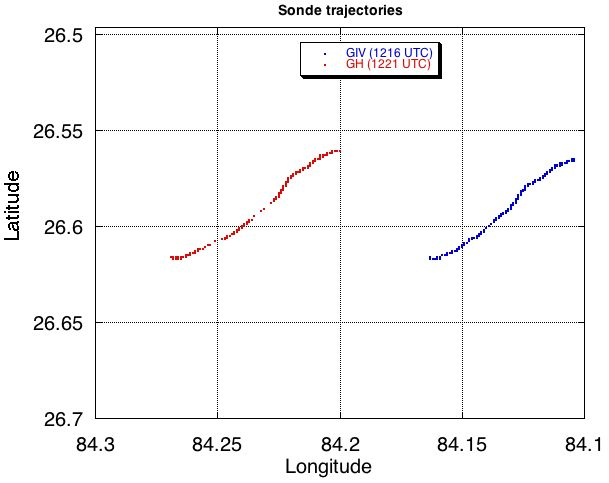 Sonde trajectories
26.5
GIV (1216 UTC)
GH (1221 UTC)
26.55
Latitude
26.6
26.65
26.7
84.3 84.25 84.2 84.15 84.1
Longitude